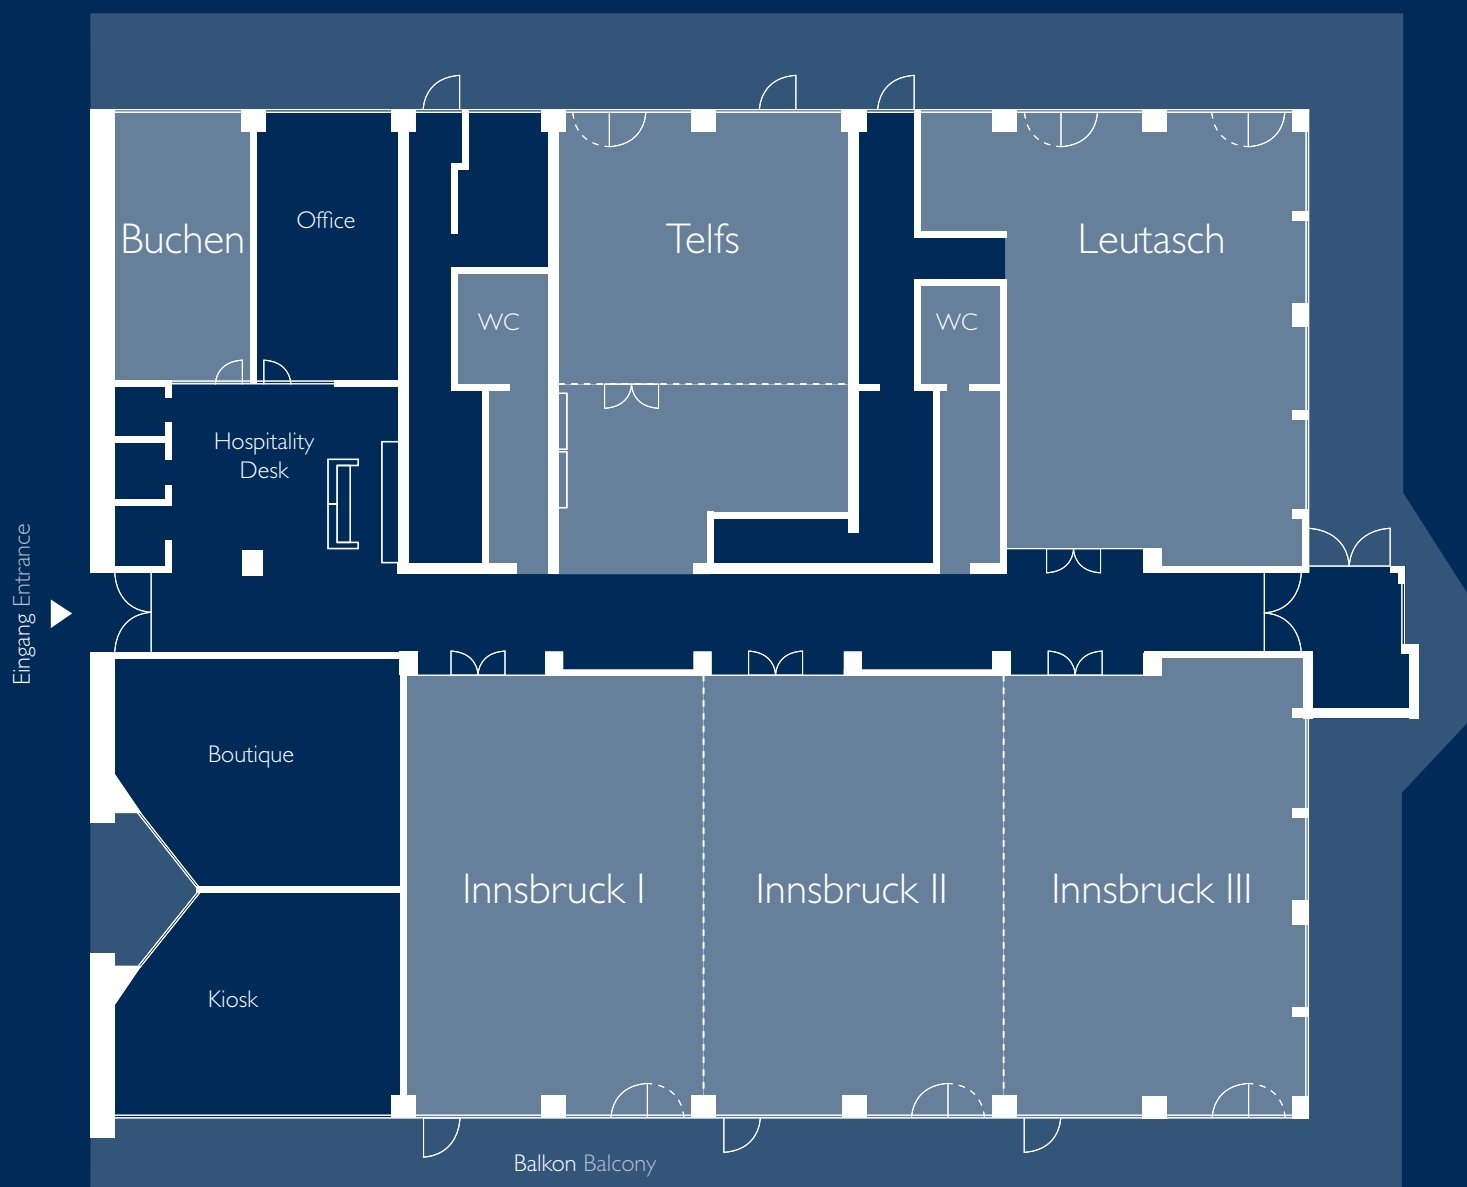 Buchen
Office
Telfs
Leutasch
WC
WC
Hospitality
Desk
Eingang Entrance
Boutique
Innsbruck I
Innsbruck II
Innsbruck III
Kiosk
Balkon Balcony